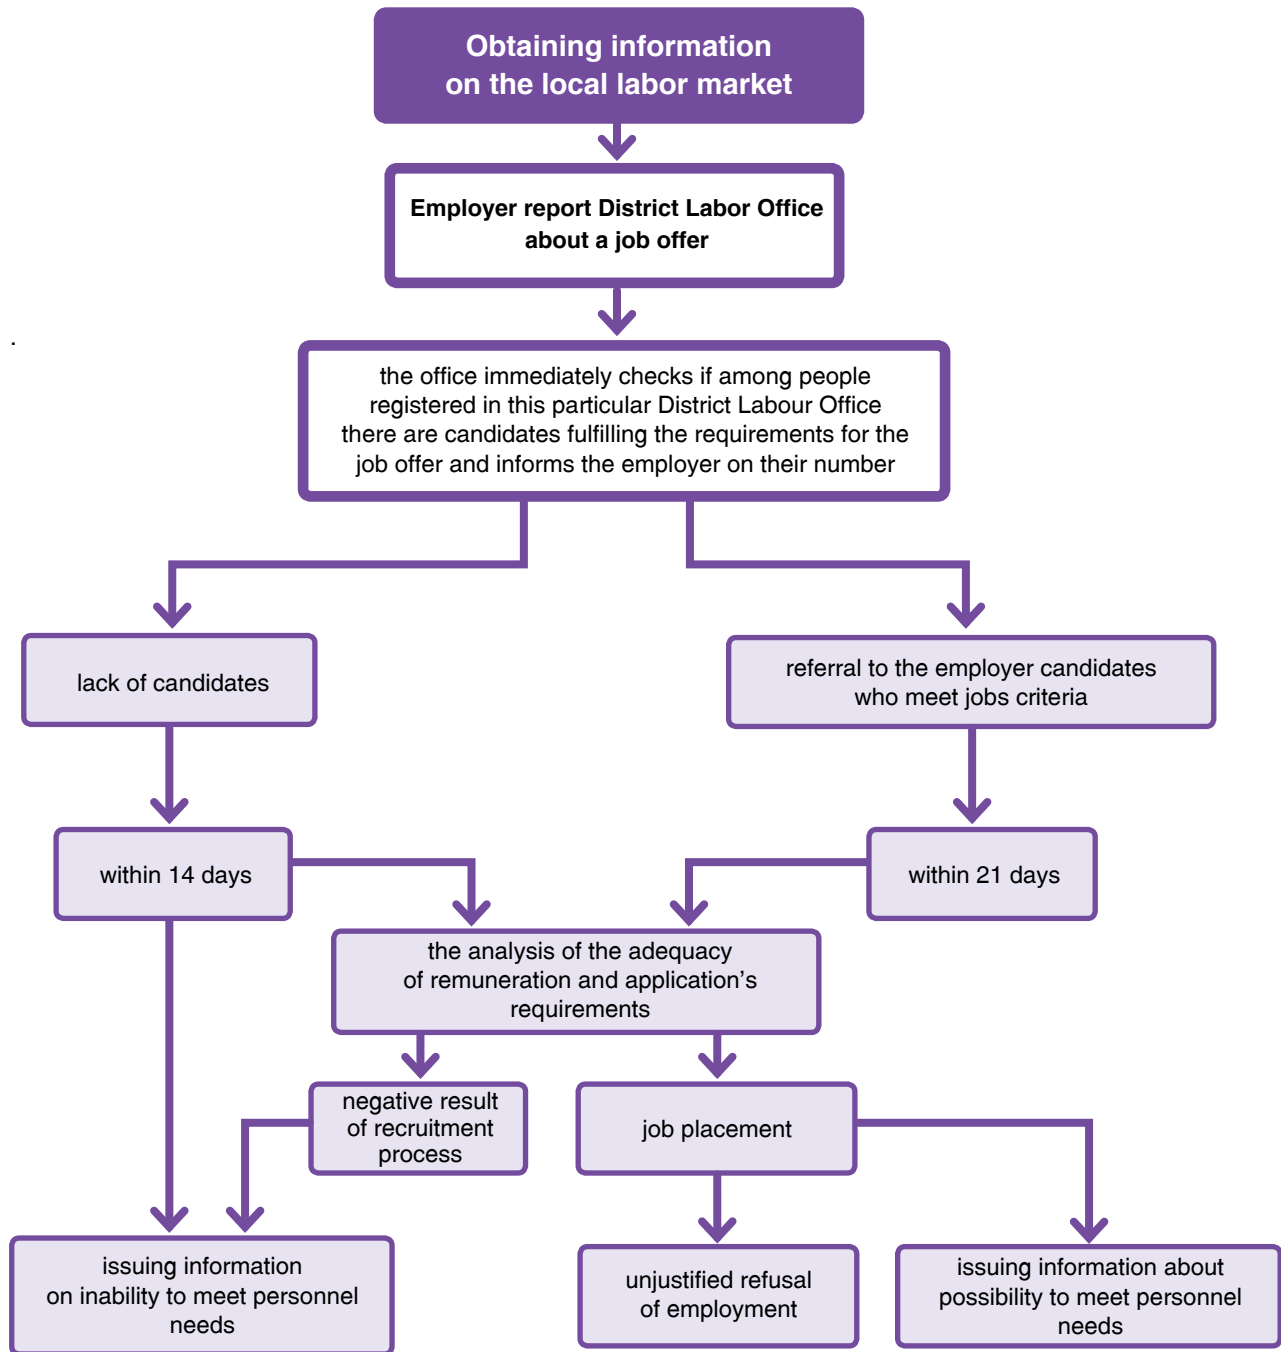 Obtaining information
on the local labor market
Employer report District Labor Office
about a job offer
.
the office immediately checks if among people
registered in this particular District Labour Office
there are candidates fulfilling the requirements for the
job offer and informs the employer on their number
lack of candidates
referral to the employer candidates
who meet jobs criteria
within 14 days
within 21 days
the analysis of the adequacy
of remuneration and application’s
requirements
negative result
of recruitment
process
job placement
issuing information
on inability to meet personnel
needs
unjustified refusal
of employment
issuing information about
possibility to meet personnel
needs